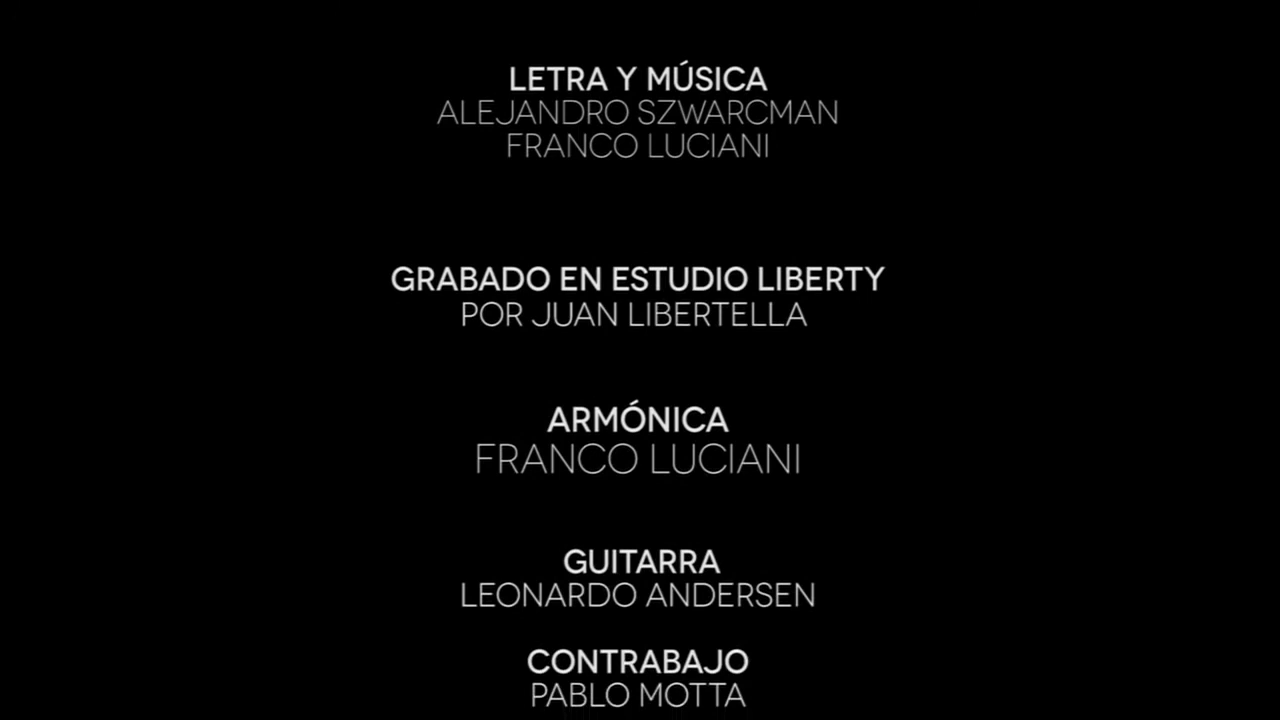 LETRA Y MÚSICA
ALEJANDRO SZWARCMAN
FRANCO LUCIANI
GRABADO EN ESTUDIO LIBERTY
POR JUAN LIBERTELLA
ARMÓNICA
FRANCO LUCIANI
GUITARRA
LEONARDO ANDERSEN
CONTRABAJO
PABLO MOTTA